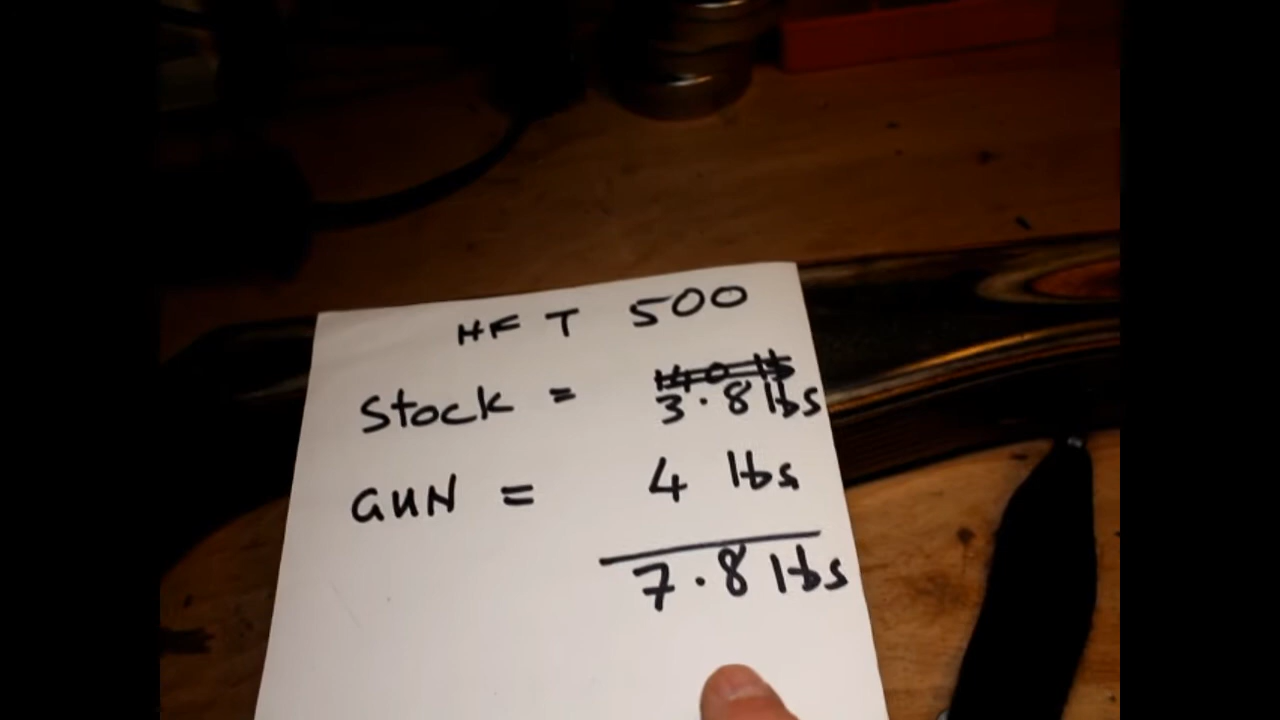 HFT 500
Stock = 3.8 lbs
GUN = 4 lbs
7.8 lbs